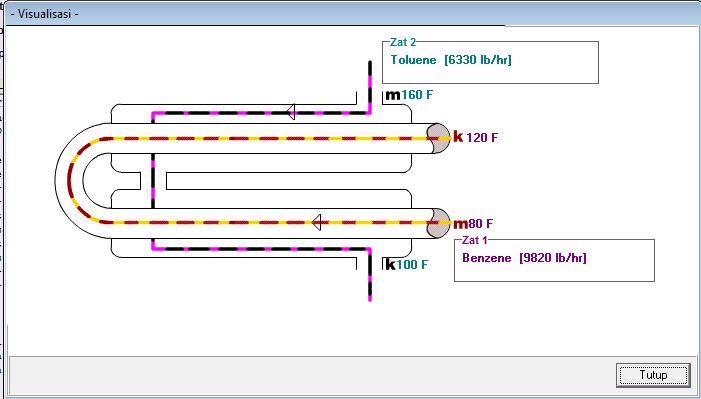 - Visualisasi -
Zat 2
Toluene [6330 lb/hr]
m160 F
k 120 F
m80 F
Zat 1
Benzene [9820 lb/hr]
k100 F
Tutup